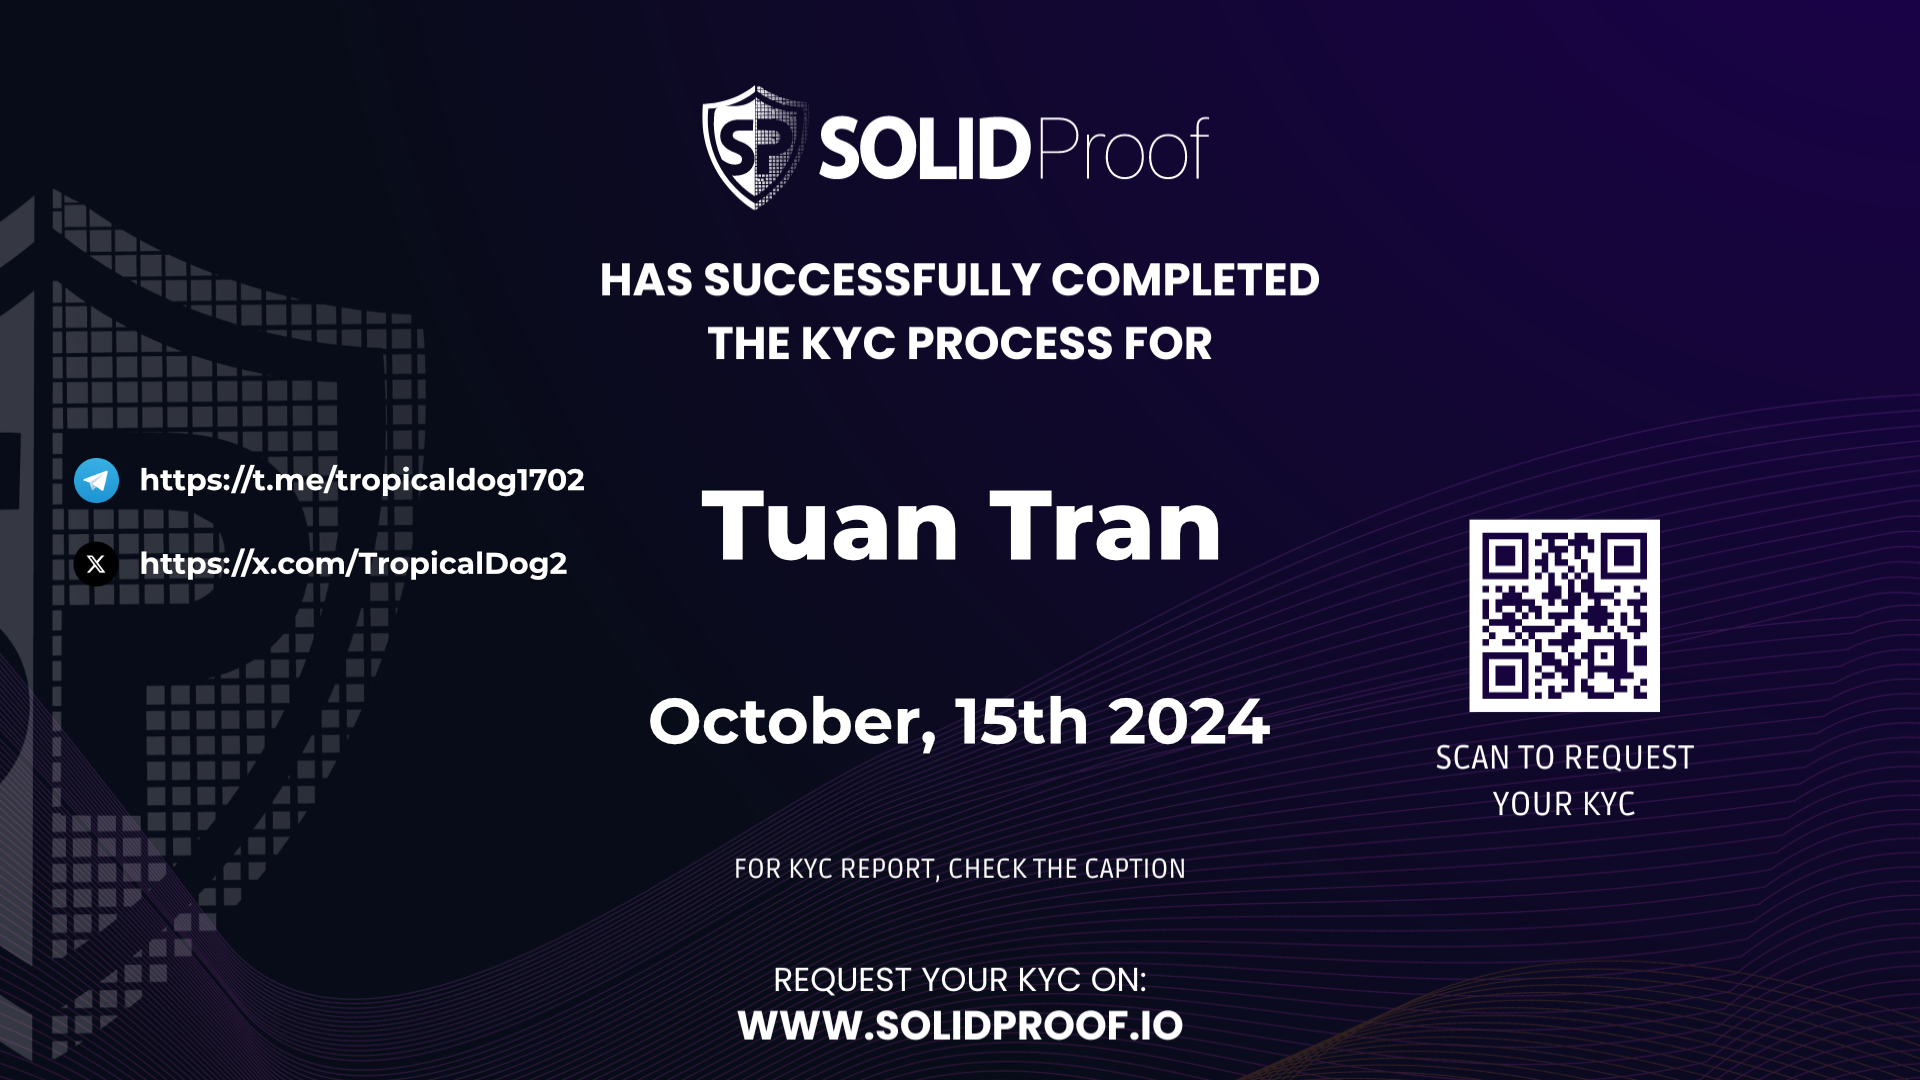 SP SOLIDProof
HAS SUCCESSFULLY COMPLETED
THE KYC PROCESS FOR
https://t.me/tropicaldog1702
https://x.com/TropicalDog2
Tuan Tran
October, 15th 2024
SCAN TO REQUEST
YOUR KYC
FOR KYC REPORT, CHECK THE CAPTION
REQUEST YOUR KYC ON:
WWW.SOLIDPROOF.IO